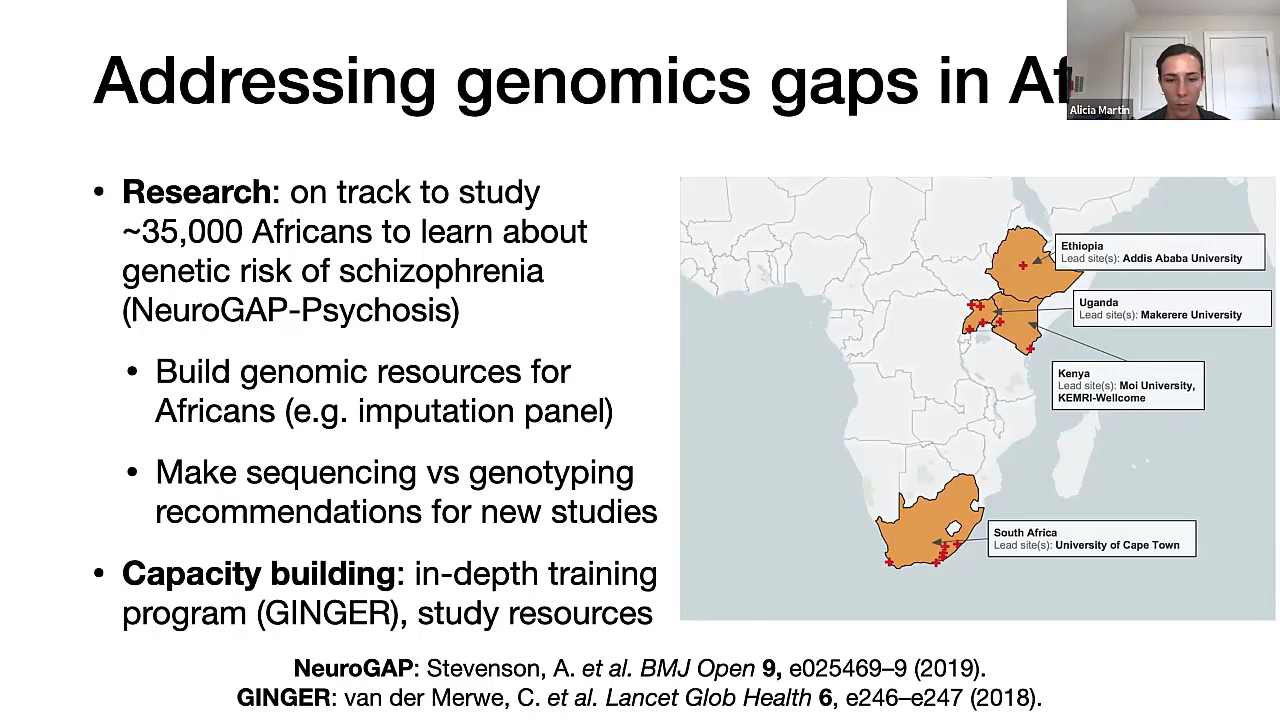 Addressing genomics gaps in Af
Alicia Martin
• Research: on track to study
~35,000 Africans to learn about
genetic risk of schizophrenia
(NeuroGAP-Psychosis)
• Build genomic resources for
Africans (e.g. imputation panel)
• Make sequencing vs genotyping
recommendations for new studies
• Capacity building: in-depth training
program (GINGER), study resources
Ethiopia
Lead site(s): Addis Ababa University
Uganda
Lead site(s): Makerere University
Kenya
Lead site(s): Moi University,
KEMRI-Wellcome
South Africa
Lead site(s): University of Cape Town
NeuroGAP: Stevenson, A. et al. BMJ Open 9, e025469–9 (2019).
GINGER: van der Merwe, C. et al. Lancet Glob Health 6, e246–e247 (2018).